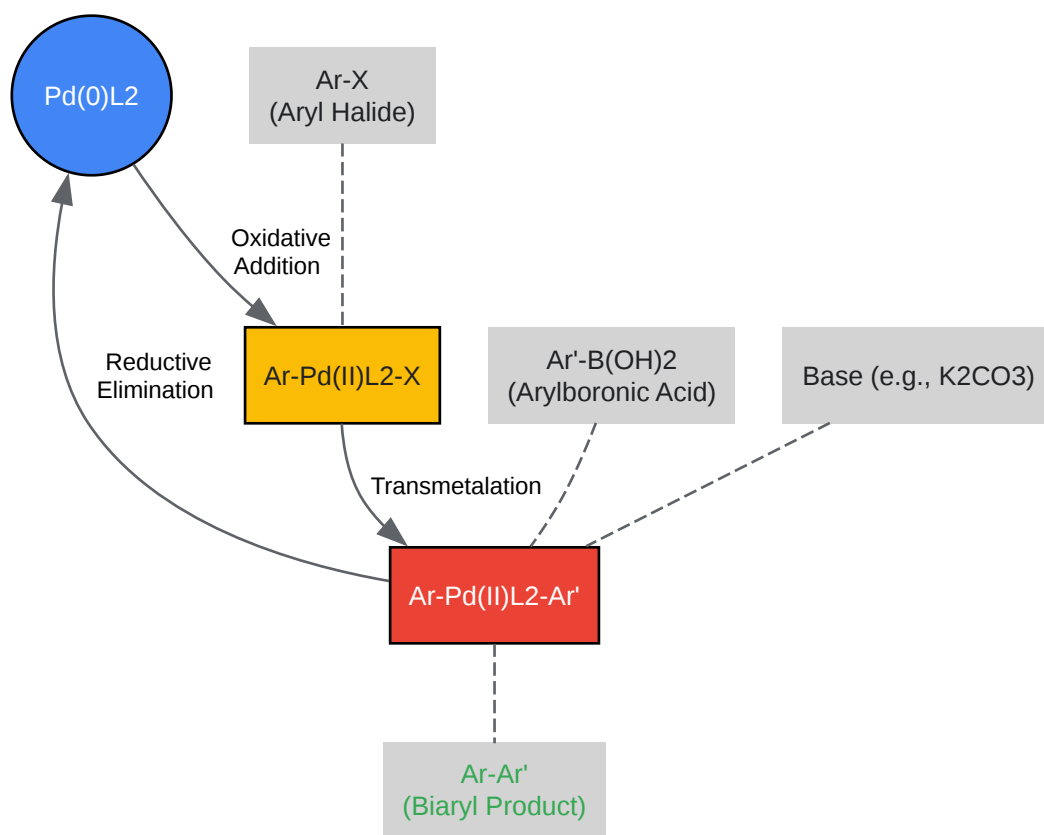 Pd(0)L2
Ar-X
(Aryl Halide)
Oxidative
Addition
Reductive
Elimination
Ar-Pd(II)L2-X
Ar'-B(OH)2
(Arylboronic Acid)
Base (e.g., K2CO3)
Transmetalation
Ar-Pd(II)L2-Ar'
Ar-Ar'
(Biaryl Product)